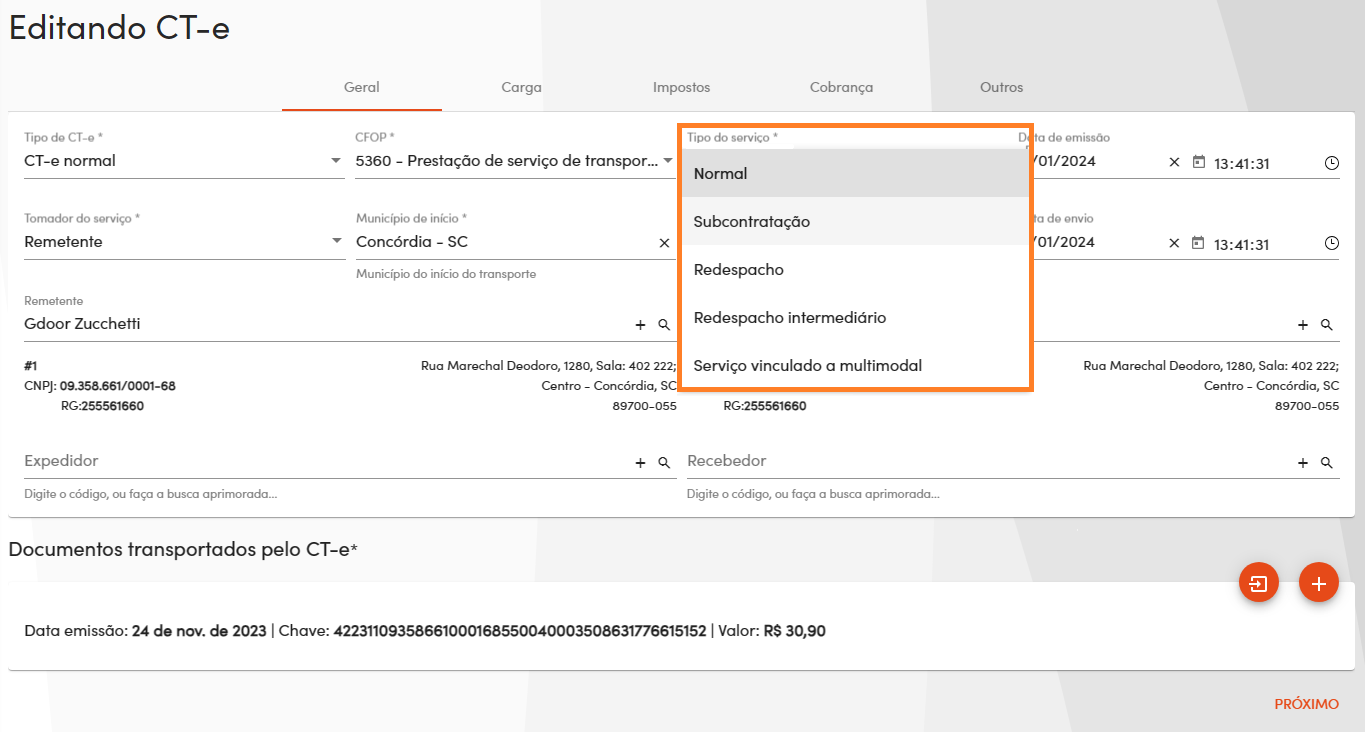 Editando CT-e
Geral Carga Impostos Cobrança Outros
Tipo de CT-e * CFOP * Tipo do serviço * Data de emissão
CT-e normal 5360 - Prestação de serviço de transpor... /01/2024 13:41:31
Normal
Subcontratação
Redespacho
Redespacho intermediário
Serviço vinculado a multimodal
Tomador do serviço * Município de início * ta de envio
Remetente Concórdia - SC /01/2024 13:41:31
Município do início do transporte
Remetente
Gdoor Zucchetti
#1 Rua Marechal Deodoro, 1280, Sala: 402 222; Rua Marechal Deodoro, 1280, Sala: 402 222;
CNPJ: 09.358.661/0001-68 Centro - Concórdia, SC Centro - Concórdia, SC
RG:255561660 89700-055 RG:255561660 89700-055
Expedidor Recebedor
Digite o código, ou faça a busca aprimorada... Digite o código, ou faça a busca aprimorada...
Documentos transportados pelo CT-e*
Data emissão: 24 de nov. de 2023 | Chave: 42231109358661000168550040003508631776615152 | Valor: R$ 30,90
PRÓXIMO